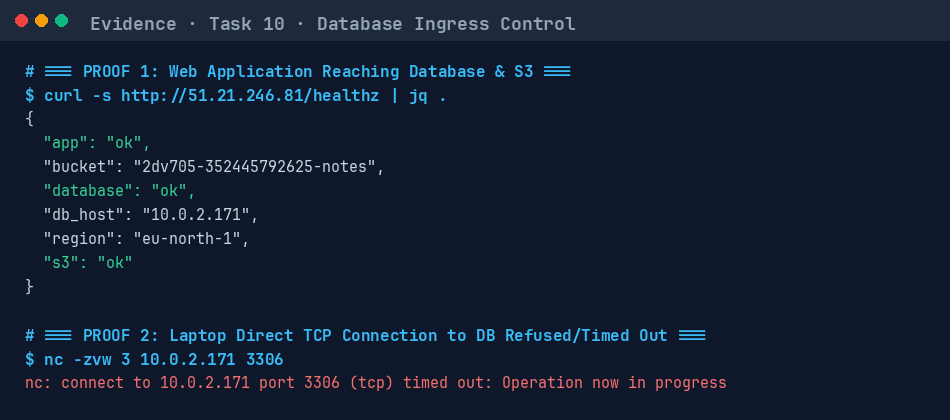 Evidence · Task 10 · Database Ingress Control
# === PROOF 1: Web Application Reaching Database & S3 ===
$ curl -s http://51.21.246.81/healthz | jq .
{
  "app": "ok",
  "bucket": "2dv705-352445792625-notes",
  "database": "ok",
  "db_host": "10.0.2.171",
  "region": "eu-north-1",
  "s3": "ok"
}
# === PROOF 2: Laptop Direct TCP Connection to DB Refused/Timed Out ===
$ nc -zvw 3 10.0.2.171 3306
nc: connect to 10.0.2.171 port 3306 (tcp) timed out: Operation now in progress